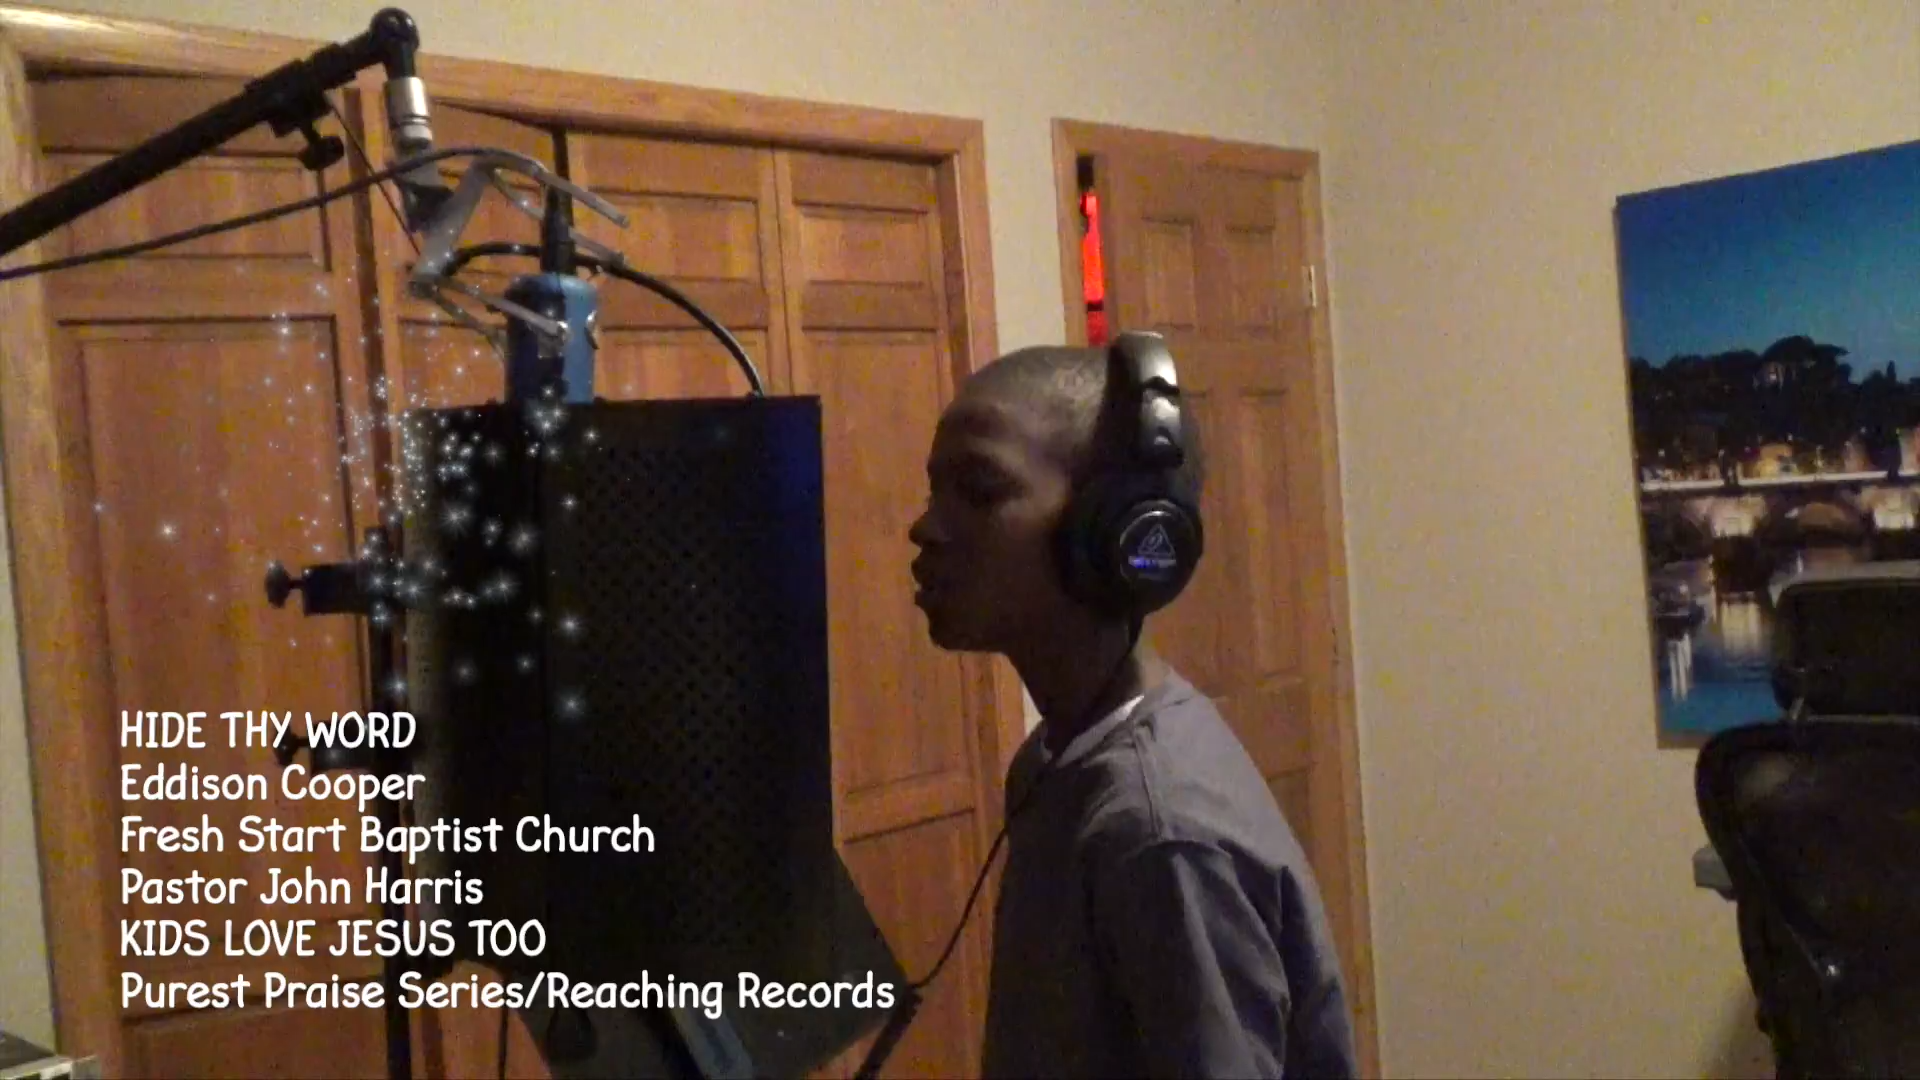 HIDE THY WORD
Eddison Cooper
Fresh Start Baptist Church
Pastor John Harris
KIDS LOVE JESUS TOO
Purest Praise Series/Reaching Records